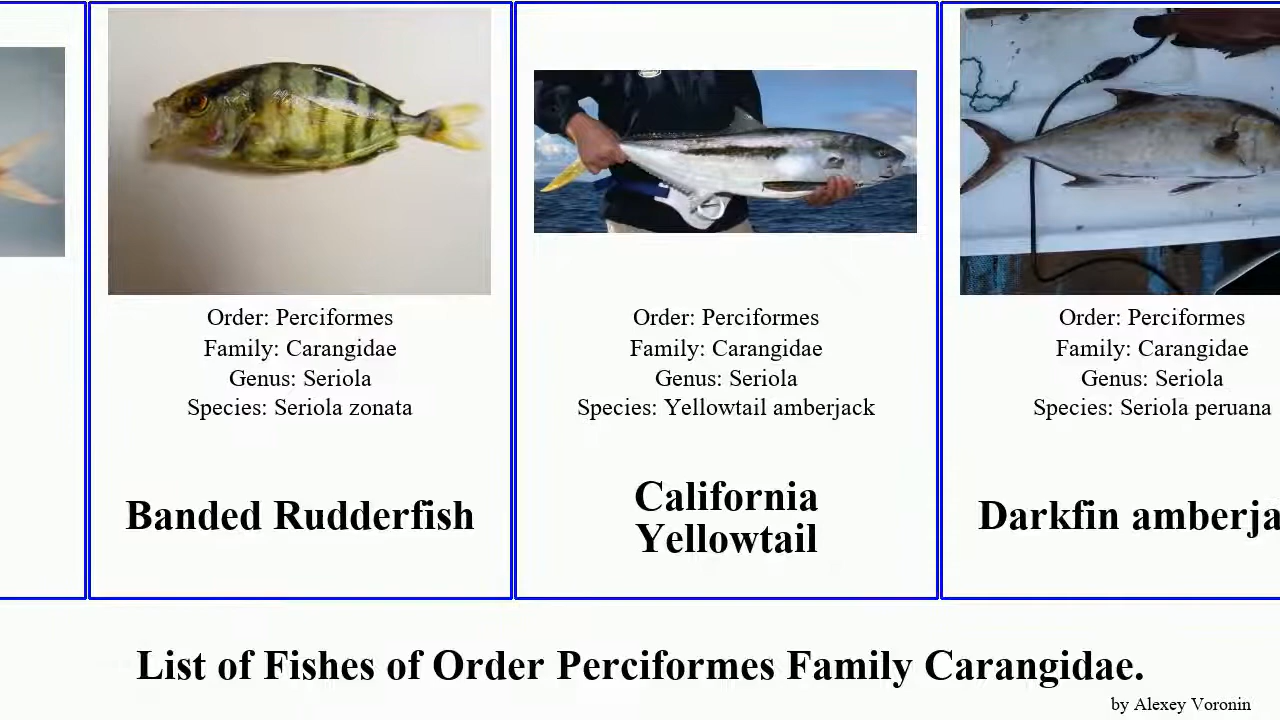 Order: Perciformes
Family: Carangidae
Genus: Seriola
Species: Seriola zonata
Banded Rudderfish
Order: Perciformes
Family: Carangidae
Genus: Seriola
Species: Yellowtail amberjack
California
Yellowtail
Order: Perciformes
Family: Carangidae
Genus: Seriola
Species: Seriola peruana
Darkfin amberja
List of Fishes of Order Perciformes Family Carangidae.
by Alexey Voronin